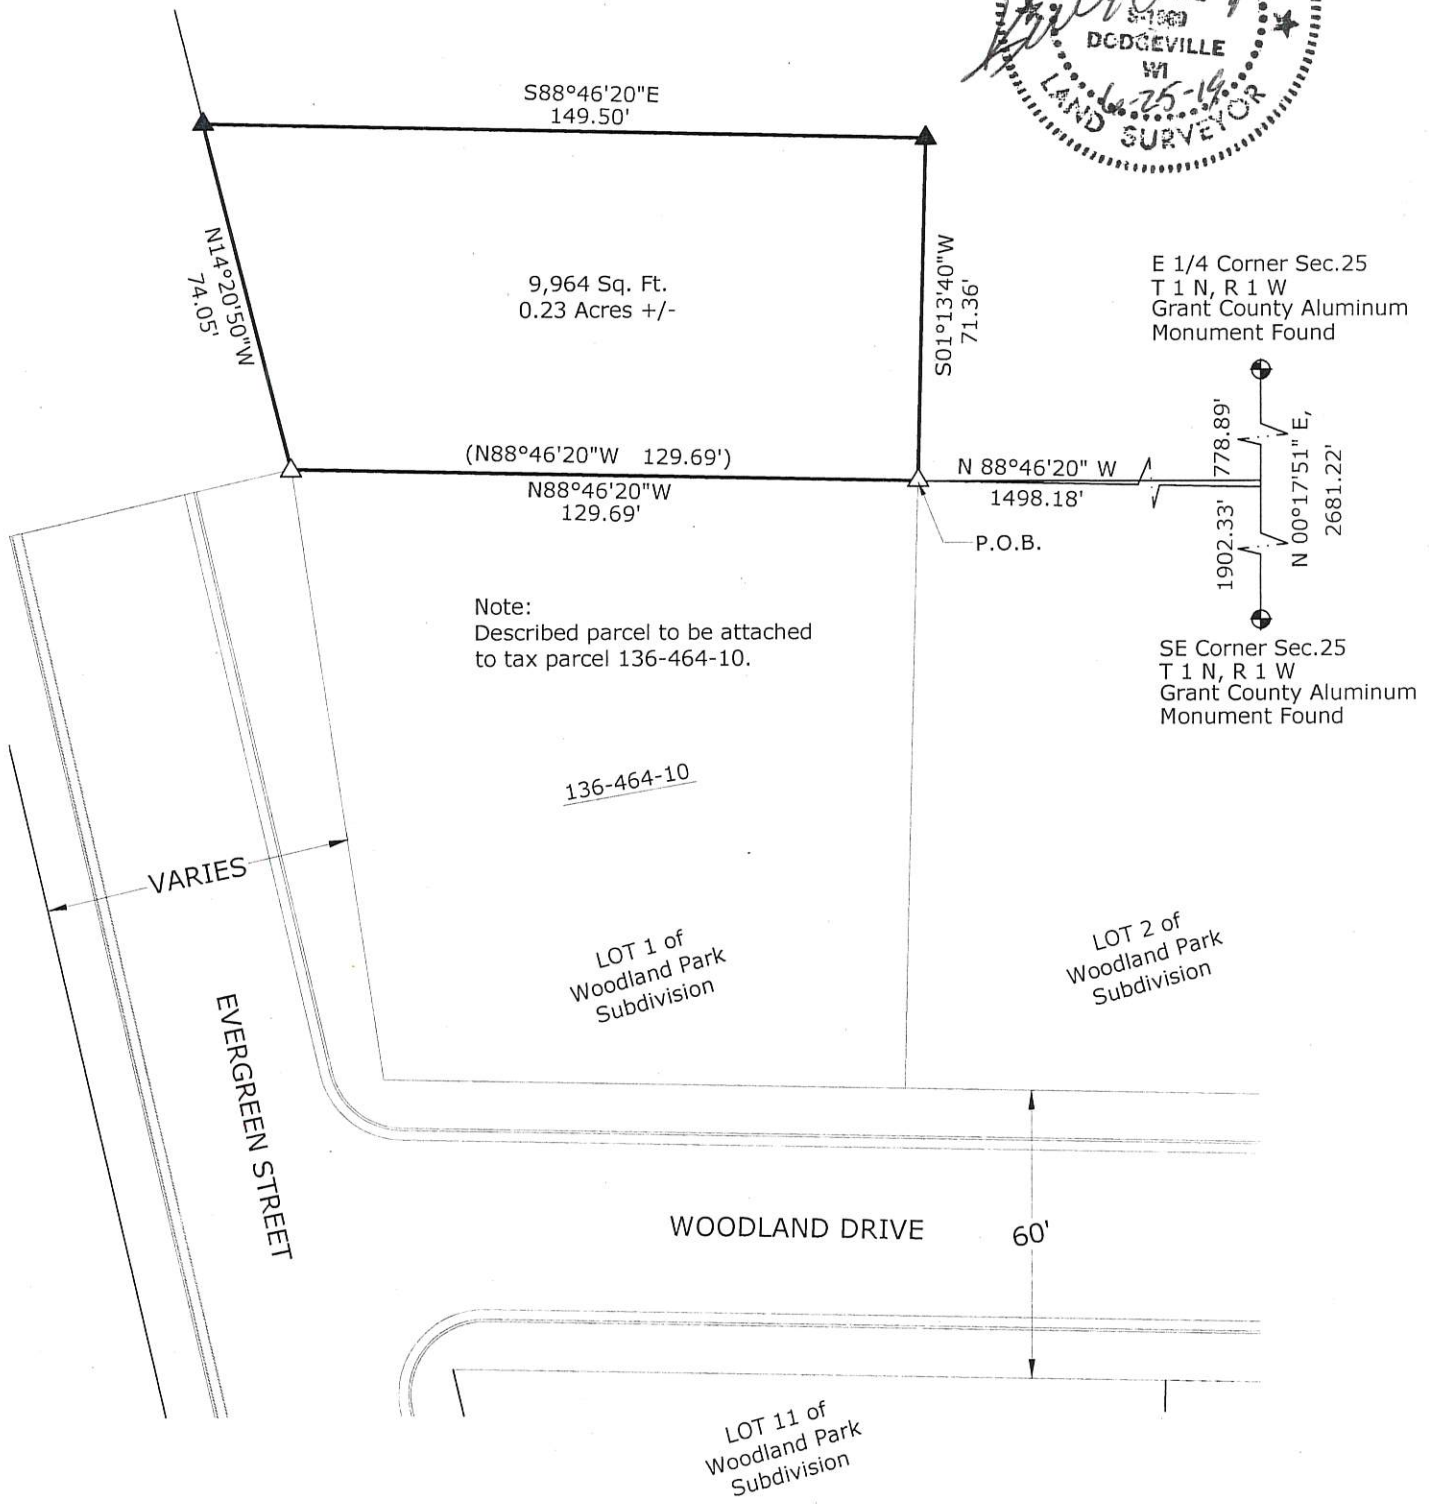 DODGEVILLE
WI
6-25-19
LAND SURVEYOR
S88°46'20"E
149.50'
N14°20'50"W
74.05'
9,964 Sq. Ft.
0.23 Acres +/-
S01°13'40"W
71.36'
E 1/4 Corner Sec.25
T 1 N, R 1 W
Grant County Aluminum
Monument Found
(N88°46'20"W 129.69')
N88°46'20"W
129.69'
N 88°46'20" W
1498.18'
P.O.B.
778.89'
1902.33'
N 00°17'51" E,
2681.22'
Note:
Described parcel to be attached
to tax parcel 136-464-10.
SE Corner Sec.25
T 1 N, R 1 W
Grant County Aluminum
Monument Found
136-464-10
VARIES
LOT 1 of
Woodland Park
Subdivision
LOT 2 of
Woodland Park
Subdivision
EVERGREEN STREET
WOODLAND DRIVE
60'
LOT 11 of
Woodland Park
Subdivision